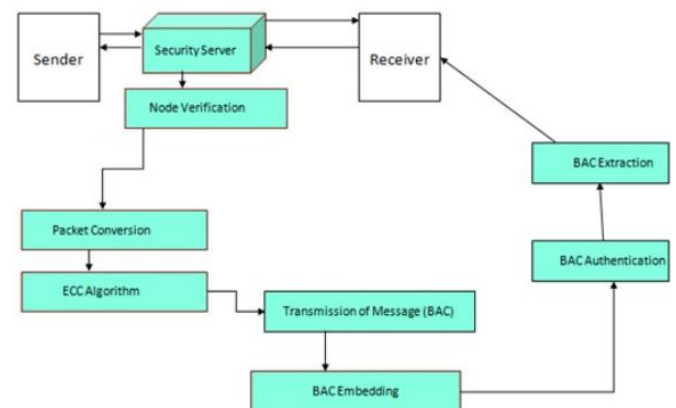 Sender
Security Server
Receiver
Node Verification
BAC Extraction
Packet Conversion
BAC Authentication
ECC Algorithm
Transmission of Message (BAC)
BAC Embedding